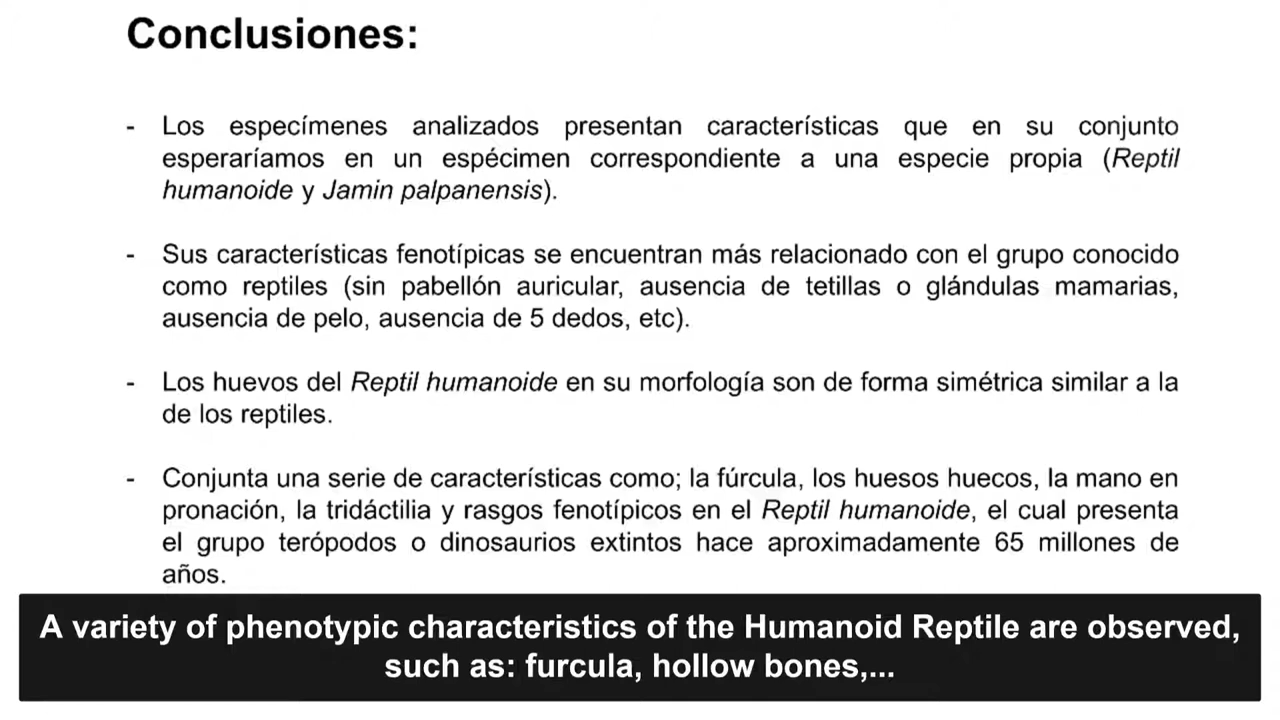 Conclusiones:
- Los especímenes analizados presentan características que en su conjunto
esperaríamos en un espécimen correspondiente a una especie propia (Reptil
humanoide y Jamin palpanensis).
- Sus características fenotípicas se encuentran más relacionado con el grupo conocido
como reptiles (sin pabellón auricular, ausencia de tetillas o glándulas mamarias,
ausencia de pelo, ausencia de 5 dedos, etc).
- Los huevos del Reptil humanoide en su morfología son de forma simétrica similar a la
de los reptiles.
- Conjunta una serie de características como; la fúrcula, los huesos huecos, la mano en
pronación, la tridáctilia y rasgos fenotípicos en el Reptil humanoide, el cual presenta
el grupo terópodos o dinosaurios extintos hace aproximadamente 65 millones de
años.
A variety of phenotypic characteristics of the Humanoid Reptile are observed,
such as: furcula, hollow bones,...